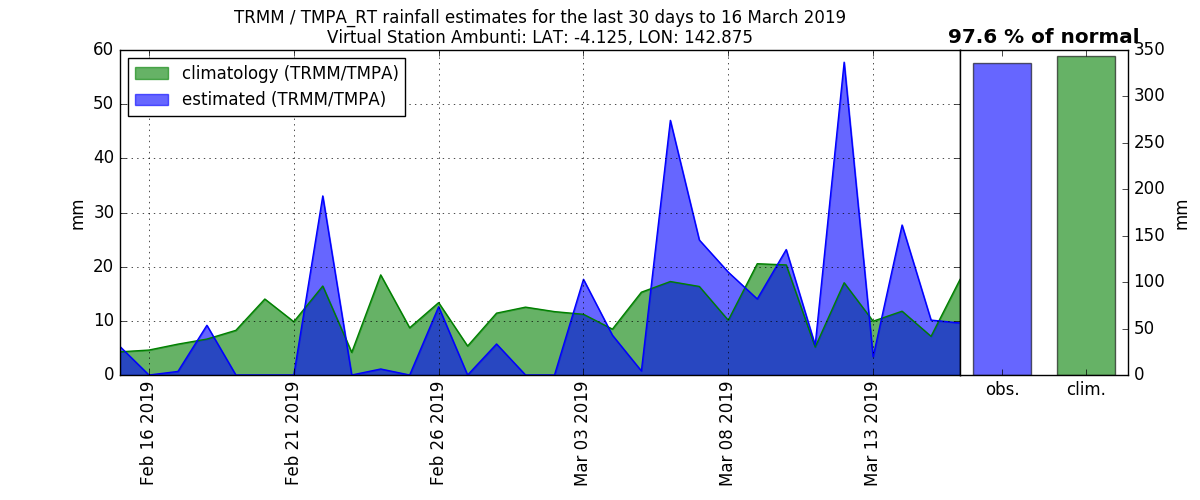 TRMM / TMPA_RT rainfall estimates for the last 30 days to 16 March 2019
Virtual Station Ambunti: LAT: -4.125, LON: 142.875
97.6 % of normal
climatology (TRMM/TMPA)
estimated (TRMM/TMPA)
60
50
40
30
20
10
0
mm
Feb 16 2019
Feb 21 2019
Feb 26 2019
Mar 03 2019
Mar 08 2019
Mar 13 2019
obs.
clim.
350
300
250
200
150
100
50
0
mm